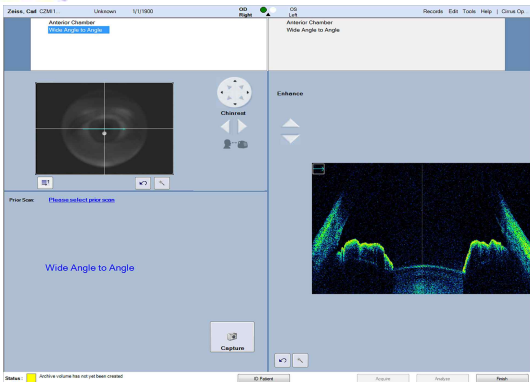 Zeiss, Carl CZMI1... Unknown 1/1/1900 OD Right OS Left Records Edit Tools Help | Cirrus Op...
Anterior Chamber
Wide Angle to Angle
Anterior Chamber
Wide Angle to Angle
Chinrest
Enhance
Prior Scan: Please select prior scan
Wide Angle to Angle
Capture
Status: Archive volume has not yet been created ID Patient Acquire Analyze Finish